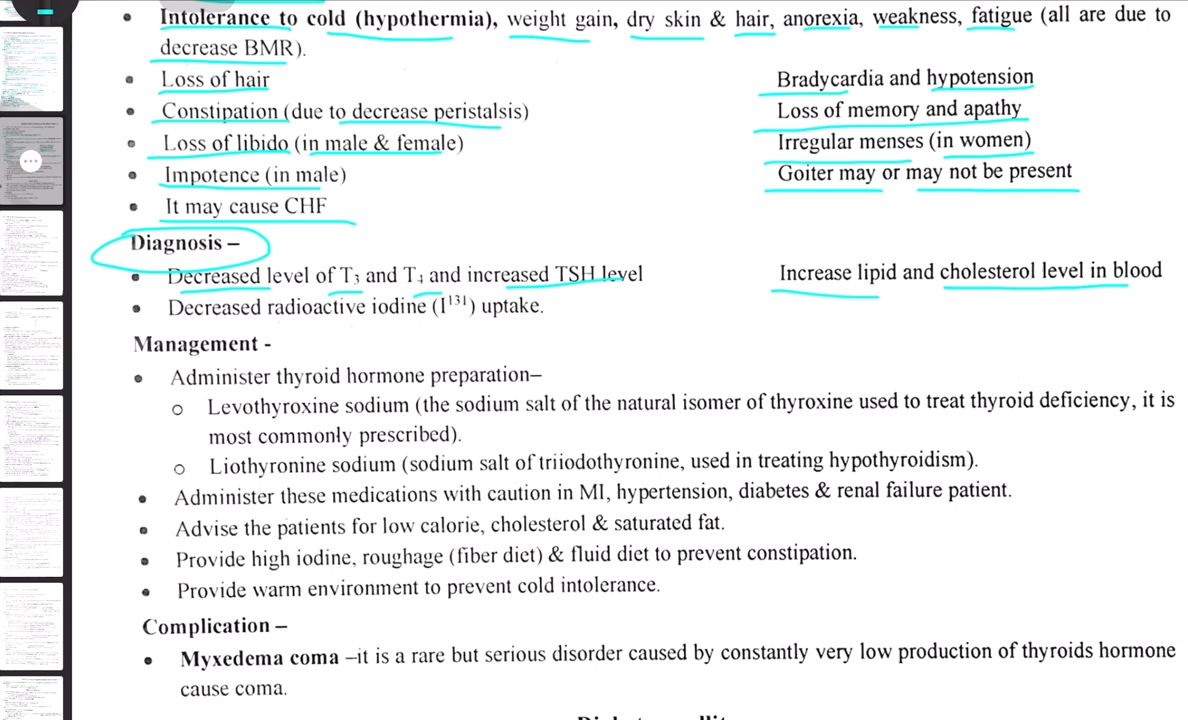 • Intolerance to cold (hypothermia), weight gain, dry skin & hair, anorexia, weakness, fatigue (all are due to
decrease BMR).
• Loss of hair
Bradycardia and hypotension
• Constipation (due to decrease peristalsis)
Loss of memory and apathy
• Loss of libido (in male & female)
Irregular menses (in women)
• Impotence (in male)
Goiter may or may not be present
• It may cause CHF
Diagnosis –
• Decreased level of T₃ and T₄ and increased TSH level
Increase lipid and cholesterol level in blood
• Decreased radioactive iodine (I¹³¹) uptake.
Management -
• Administer thyroid hormone preparation–
o Levothyroxine sodium (the sodium salt of the natural isomer of thyroxine used to treat thyroid deficiency, it is
most commonly prescribed).
o Liothyronine sodium (sodium salt of triiodothyronine, used in treating hypothyroidism).
• Administer these medications with caution in MI, hypertension, diabetes & renal failure patient.
• Advise the patients for low calorie, cholesterol & saturated fat.
• Provide high iodine, roughage (fiber diet) & fluid diet to prevent constipation.
• Provide warm environment to prevent cold intolerance.
Complication –
• Myxedema coma –it is a rare but serious disorder caused by constantly very low production of thyroids hormone
cause coma.